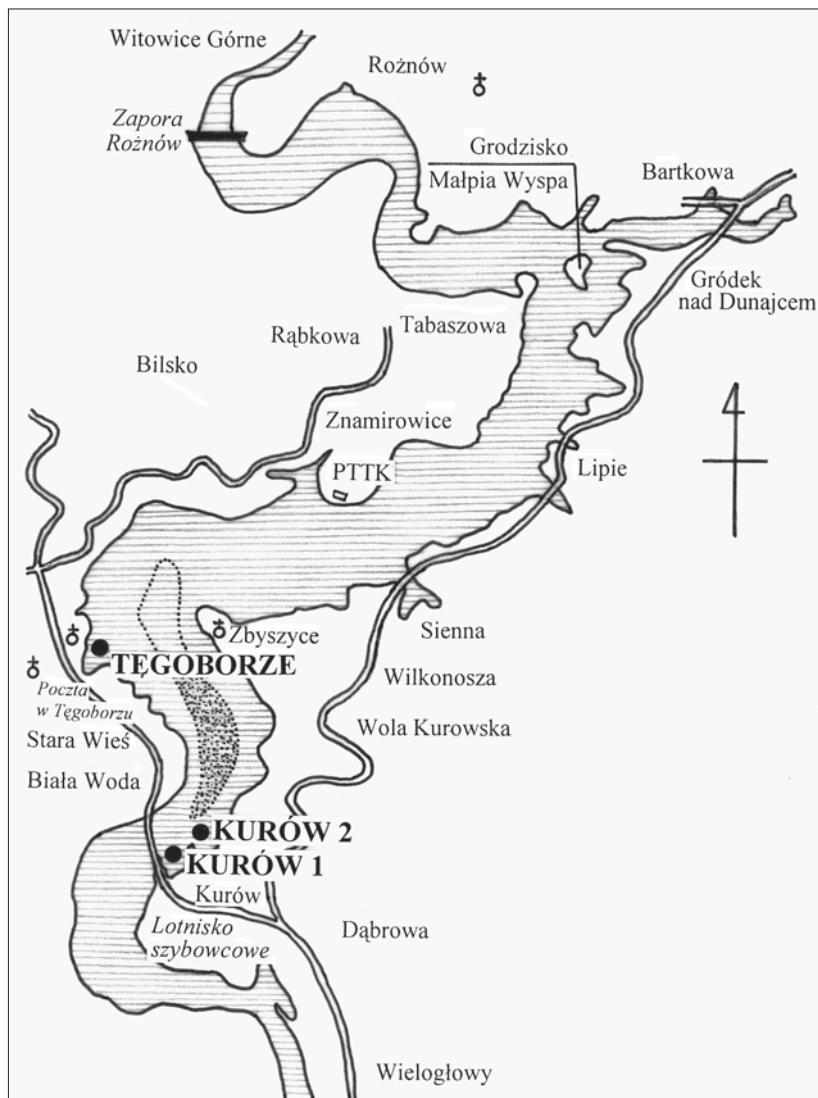 Witowice Górne
Rożnów
Zapora
Rożnów
Grodzisko
Małpia Wyspa
Bartkowa
Gródek
nad Dunajcem
Tabaszowa
Rąbkowa
Bilsko
Znamirowice
PTTK
Lipie
Zbyszyce
Sienna
TĘGOBORZE
Wilkonosza
Poczta
w Tęgoborzu
Stara Wieś
Wola Kurowska
Biała Woda
KURÓW 2
KURÓW 1
Kurów
Lotnisko
szybowcowe
Dąbrowa
Wielogłowy